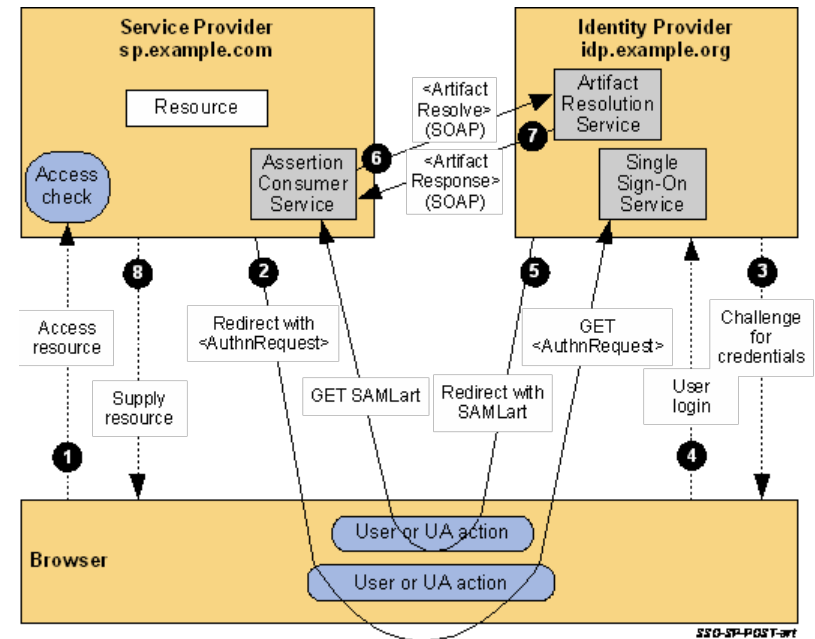 Service Provider
sp.example.com
Identity Provider
idp.example.org
Resource
<Artifact
Resolve>
(SOAP)
Artifact
Resolution
Service
6
7
Access
check
Assertion
Consumer
Service
<Artifact
Response>
(SOAP)
Single
Sign-On
Service
8
2
5
3
Access
resource
Redirect with
<AuthnRequest>
GET
<AuthnRequest>
Challenge
for
credentials
Supply
resource
GET SAMLart
Redirect with
SAMLart
User
login
1
4
User or UA action
Browser
User or UA action
SSO-SP-POST-art